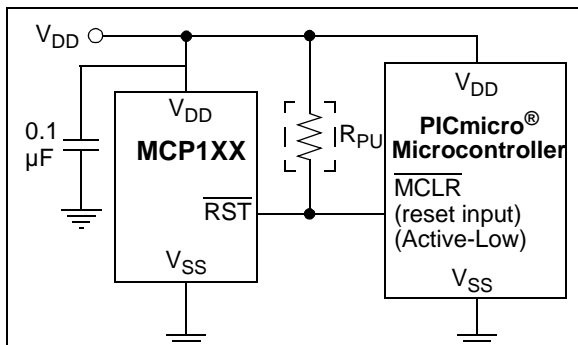 VDD
VDD
MCP1XX
RST
VSS
0.1
µF
RPU
VDD
PICmicro®
Microcontroller
MCLR
(reset input)
(Active-Low)
VSS